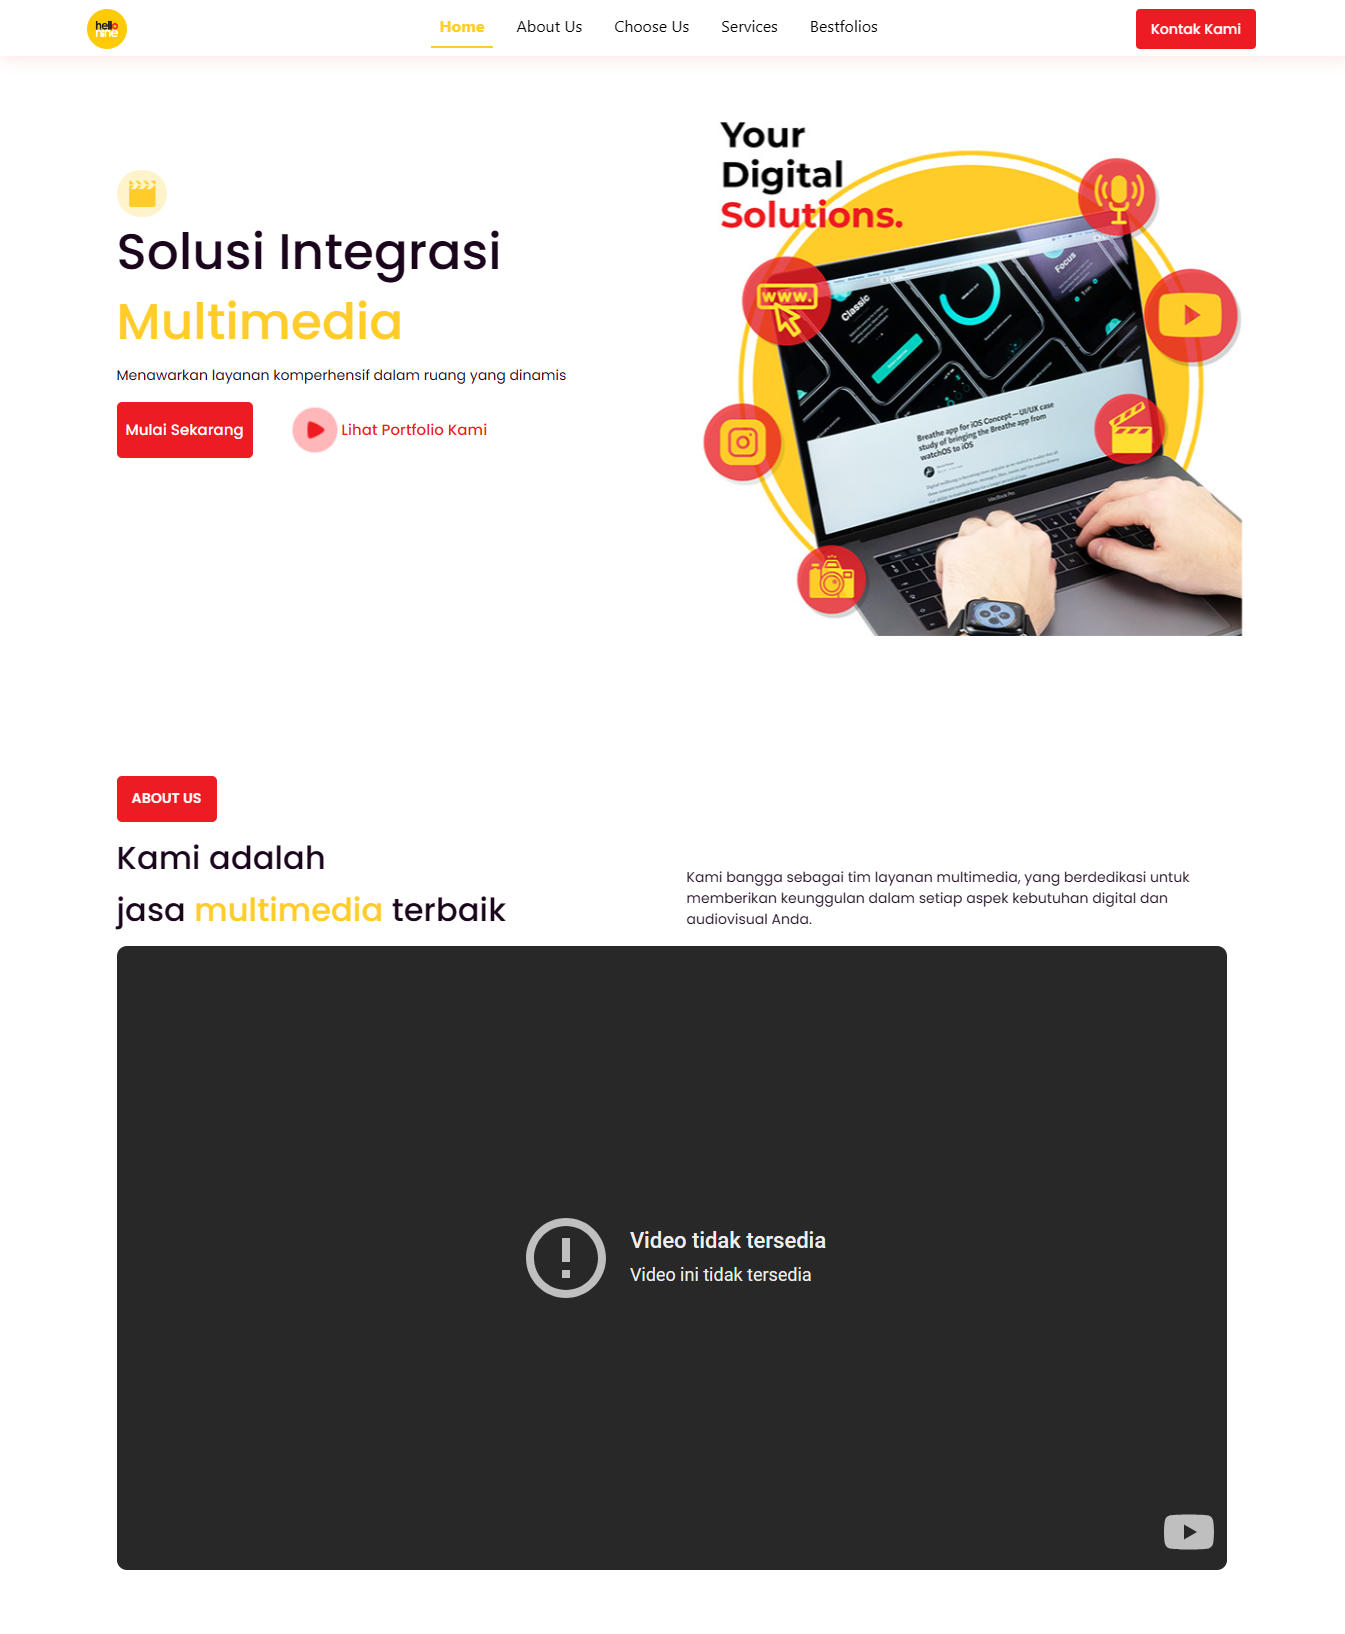 hello
nine
Home
About Us
Choose Us
Services
Bestfolios
Kontak Kami
Your
Digital
Solutions.
Solusi Integrasi
Multimedia
Menawarkan layanan komperhensif dalam ruang yang dinamis
Mulai Sekarang
Lihat Portfolio Kami
www.
Classic
Focus
Breathe app for iOS Concept — UI/UX case
study of bringing the Breathe app from
watchOS to iOS
MacBook Pro
ABOUT US
Kami adalah
jasa multimedia terbaik
Kami bangga sebagai tim layanan multimedia, yang berdedikasi untuk
memberikan keunggulan dalam setiap aspek kebutuhan digital dan
audiovisual Anda.
Video tidak tersedia
Video ini tidak tersedia